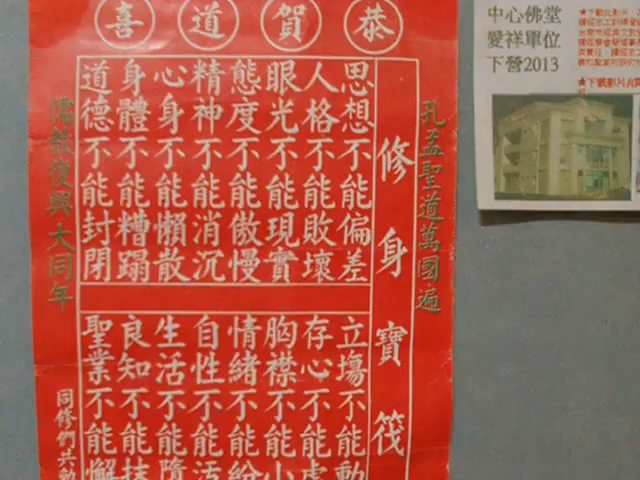 恭賀道喜
孔孟聖道萬國遍
修身寶筏
思想不能偏差
人格不能敗壞
眼光不能現實
態度不能傲慢
精神不能消沉
心身不能懶散
身體不能糟蹋
道德不能封閉
立塲不能動
存心不能虛
胸襟不能小
情緒不能紛
自性不能污
生活不能隋
良知不能抹
聖業不能懈
儒教復興大同年
同修們共勉
中心佛堂
愛祥單位
下營2013